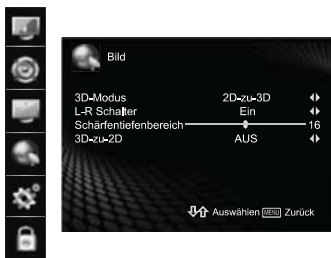 Bild
3D-Modus 2D-zu-3D
L-R Schalter Ein
Schärfentiefenbereich 16
3D-zu-2D AUS
Auswählen MENU Zurück